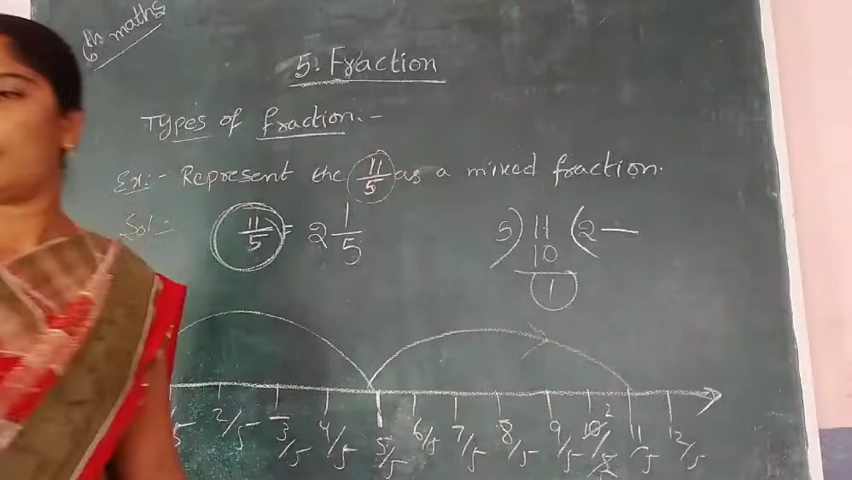 6th maths
5. Fraction
Types of fraction:-
Ex:- Represent the 11/5 as a mixed fraction.
Sol:- 11/5 = 2 1/5
5) 11 (2 —
10
1
2/5 3/5 4/5 5/5 6/5 7/5 8/5 9/5 10/5 11/5 12/5
2